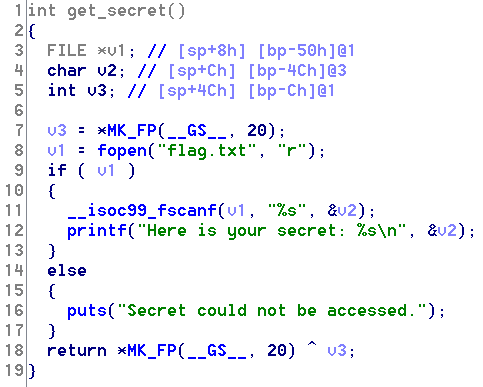 1 int get_secret()
2 {
3   FILE *v1; // [sp+8h] [bp-50h]@1
4   char v2; // [sp+Ch] [bp-4Ch]@3
5   int v3; // [sp+4Ch] [bp-Ch]@1
6
7   v3 = *MK_FP(__GS__, 20);
8   v1 = fopen("flag.txt", "r");
9   if ( v1 )
10   {
11     __isoc99_fscanf(v1, "%s", &v2);
12     printf("Here is your secret: %s\n", &v2);
13   }
14   else
15   {
16     puts("Secret could not be accessed.");
17   }
18   return *MK_FP(__GS__, 20) ^ v3;
19 }